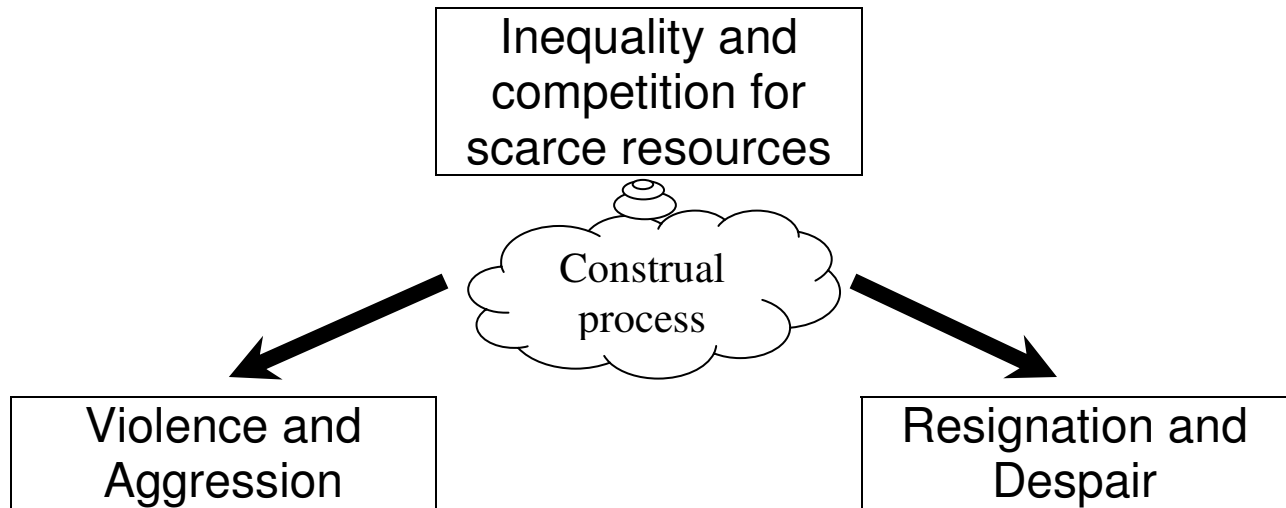 Inequality and
competition for
scarce resources
Construal
process
Violence and
Aggression
Resignation and
Despair